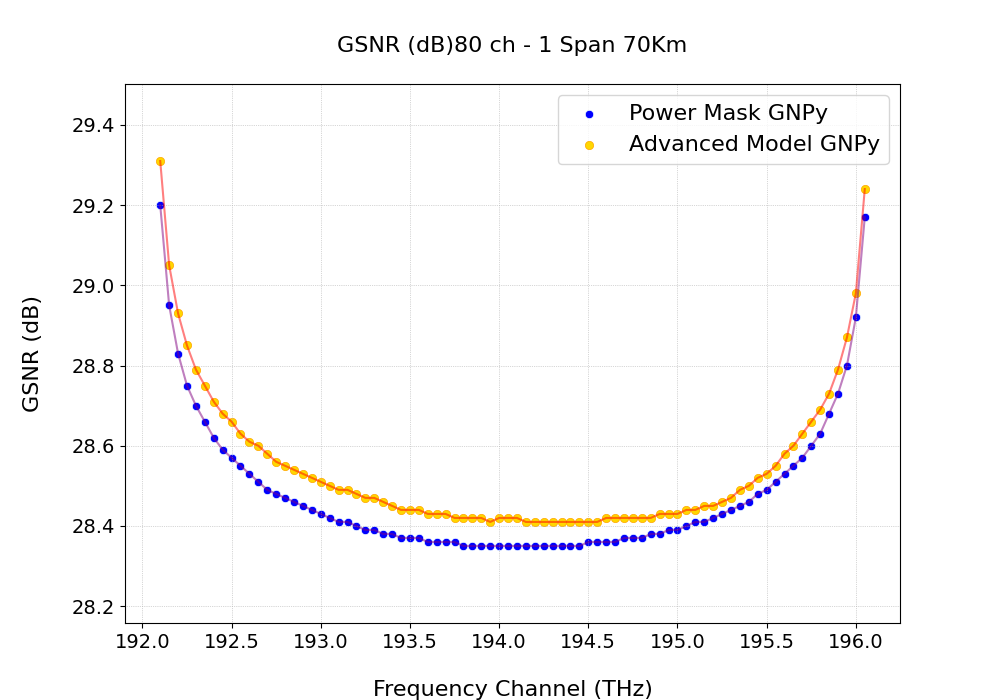 GSNR (dB)80 ch - 1 Span 70Km
Power Mask GNPy
Advanced Model GNPy
GSNR (dB)
29.4
29.2
29.0
28.8
28.6
28.4
28.2
192.0 192.5 193.0 193.5 194.0 194.5 195.0 195.5 196.0
Frequency Channel (THz)